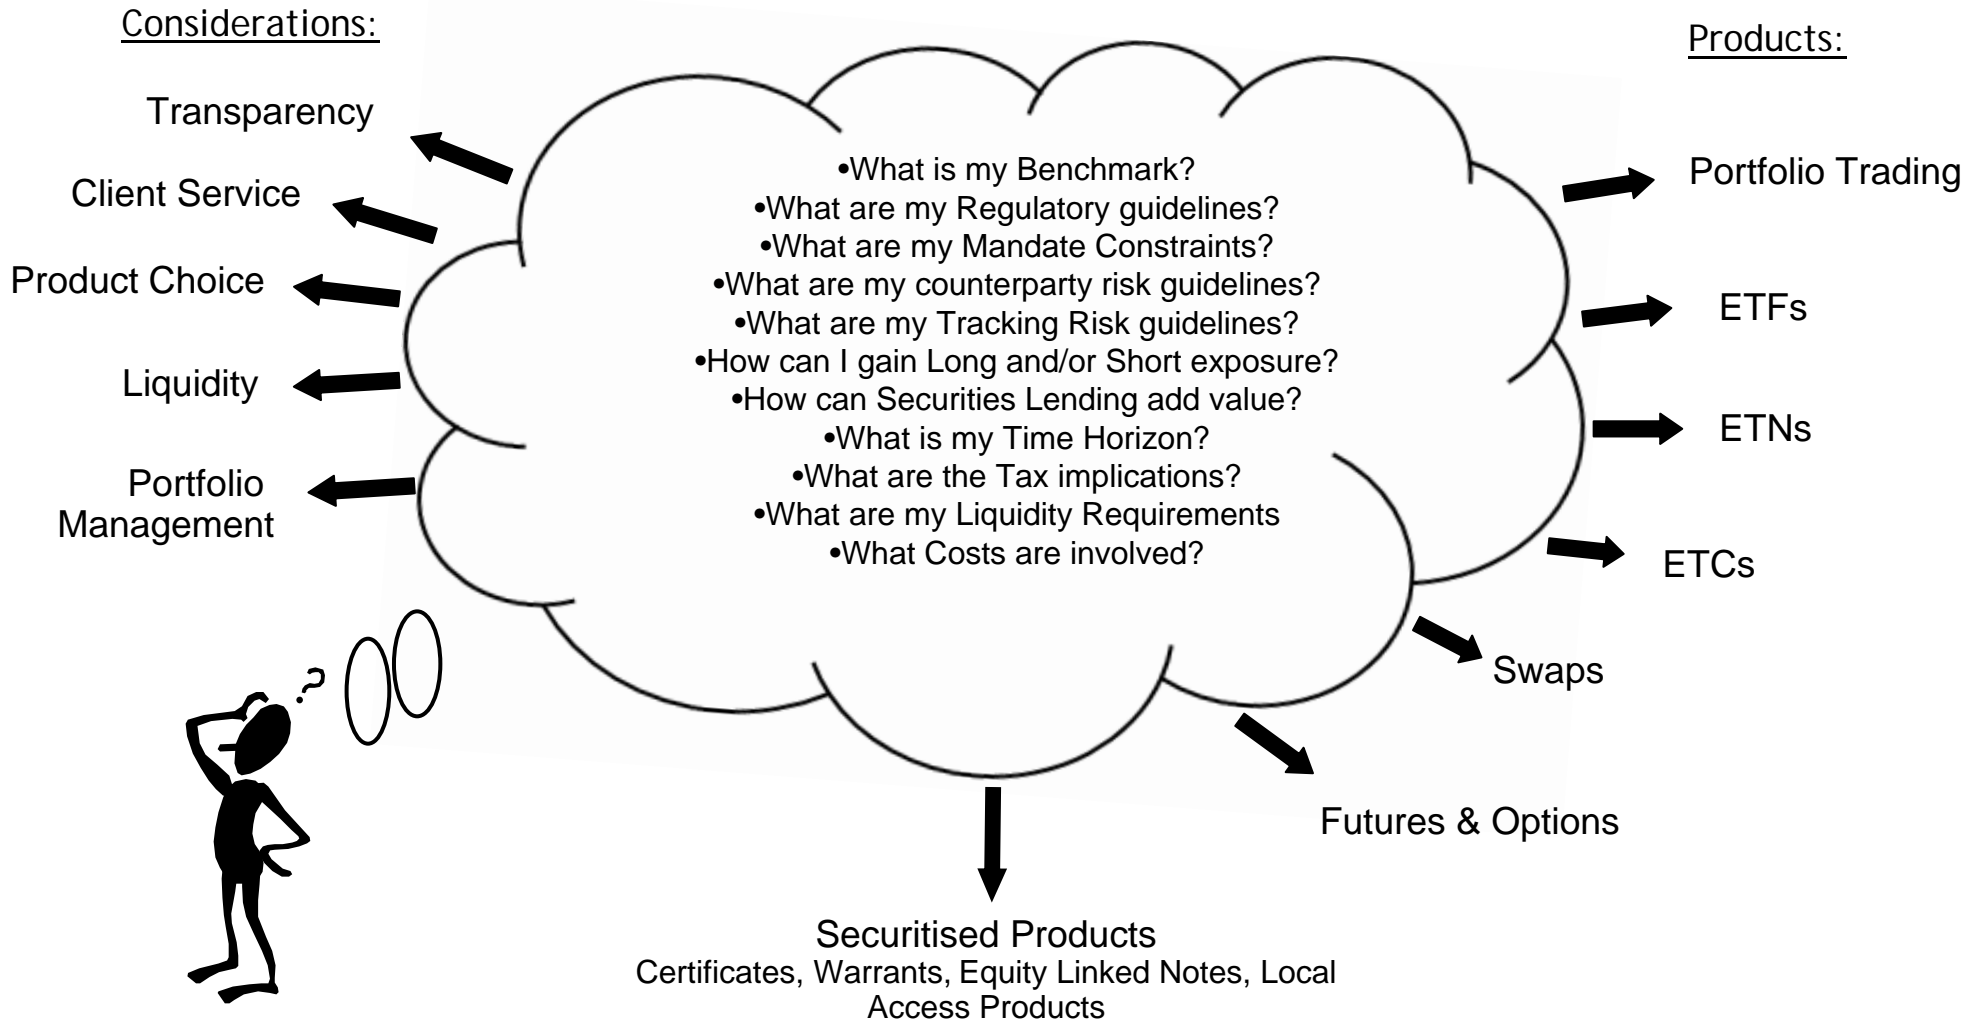 Considerations:
Transparency
Client Service
Product Choice
Liquidity
Portfolio
Management
•What is my Benchmark?
•What are my Regulatory guidelines?
•What are my Mandate Constraints?
•What are my counterparty risk guidelines?
•What are my Tracking Risk guidelines?
•How can I gain Long and/or Short exposure?
•How can Securities Lending add value?
•What is my Time Horizon?
•What are the Tax implications?
•What are my Liquidity Requirements
•What Costs are involved?
?
Products:
Portfolio Trading
ETFs
ETNs
ETCs
Swaps
Futures & Options
Securitised Products
Certificates, Warrants, Equity Linked Notes, Local
Access Products